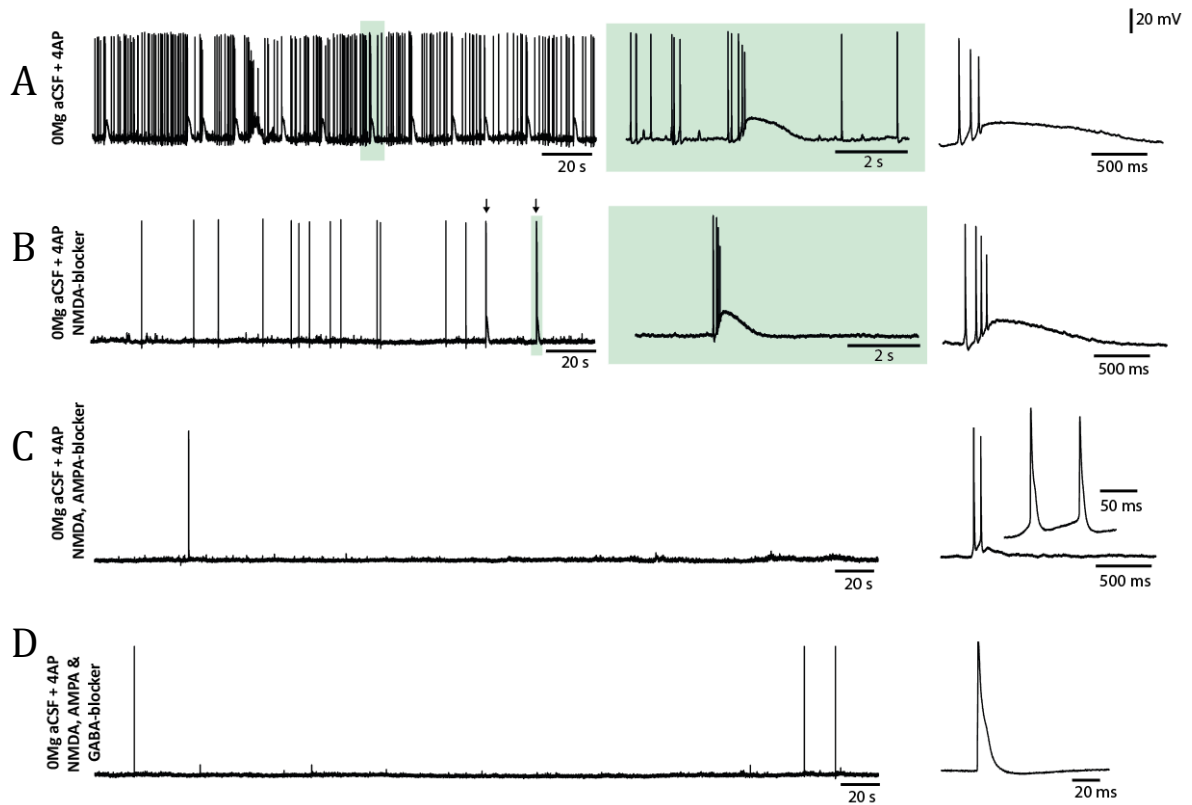 20 mV
A
0Mg aCSF + 4AP
20 s
2 s
500 ms
B
0Mg aCSF + 4AP
NMDA-blocker
20 s
2 s
500 ms
C
0Mg aCSF + 4AP
NMDA, AMPA-blocker
20 s
50 ms
500 ms
D
0Mg aCSF + 4AP
NMDA, AMPA &
GABA-blocker
20 s
20 ms